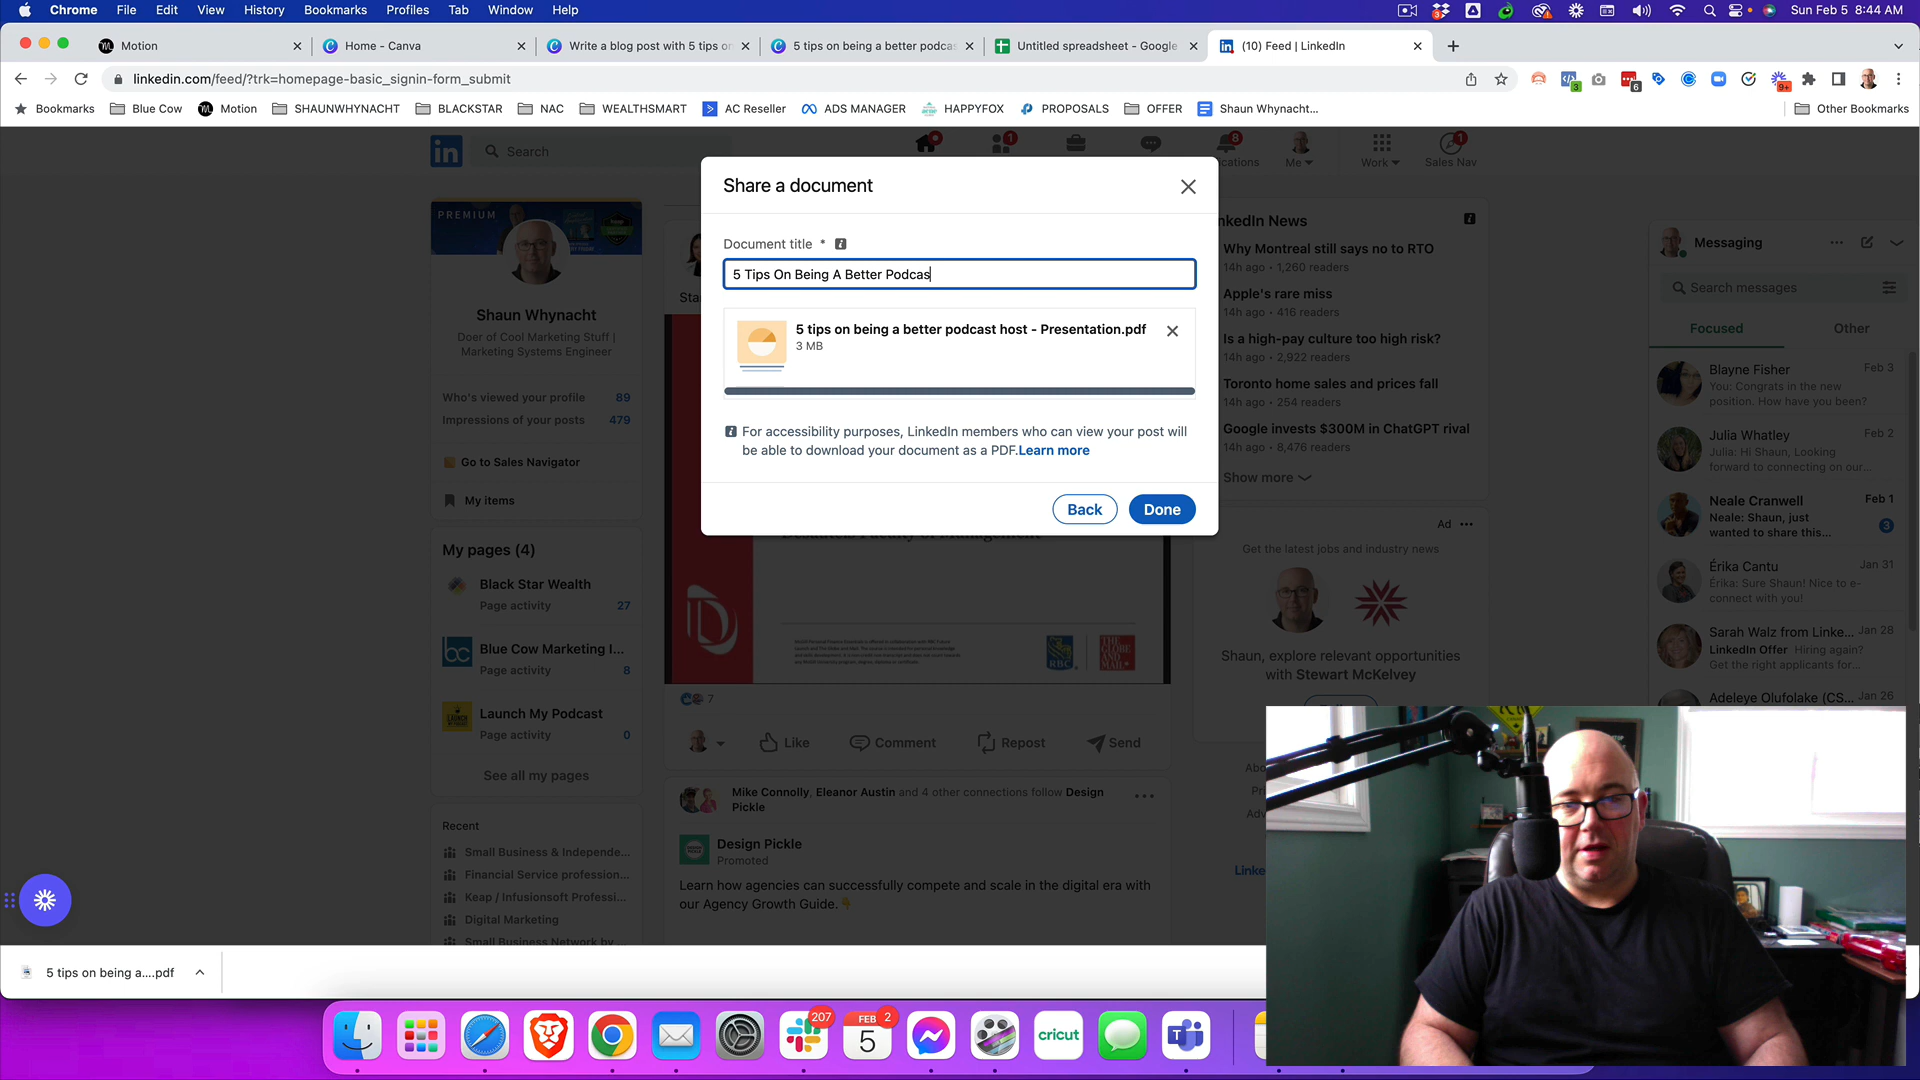 Chrome File Edit View History Bookmarks Profiles Tab Window Help
Sun Feb 5 8:44 AM
Motion
Home - Canva
Write a blog post with 5 tips on
5 tips on being a better podcas
Untitled spreadsheet - Google
(10) Feed | LinkedIn
linkedin.com/feed/?trk=homepage-basic_signin-form_submit
Bookmarks
Blue Cow
Motion
SHAUNWHYNACHT
BLACKSTAR
NAC
WEALTHSMART
AC Reseller
ADS MANAGER
HAPPYFOX
PROPOSALS
OFFER
Shaun Whynacht...
Other Bookmarks
Search
Me
Work
Sales Nav
Share a document
Document title *
5 Tips On Being A Better Podcas
5 tips on being a better podcast host - Presentation.pdf
3 MB
For accessibility purposes, LinkedIn members who can view your post will
be able to download your document as a PDF.Learn more
Back
Done
PREMIUM
Shaun Whynacht
Doer of Cool Marketing Stuff |
Marketing Systems Engineer
Who's viewed your profile 89
Impressions of your posts 479
Go to Sales Navigator
My items
My pages (4)
Black Star Wealth
Page activity 27
Blue Cow Marketing I...
Page activity 8
Launch My Podcast
Page activity 0
See all my pages
Recent
Small Business & Independe...
Financial Service profession...
Keap / Infusionsoft Professi...
Digital Marketing
Small Business Network by
RBC
THE GLOBE AND MAIL
7
Like
Comment
Repost
Send
Mike Connolly, Eleanor Austin and 4 other connections follow Design
Pickle
Design Pickle
Promoted
Learn how agencies can successfully compete and scale in the digital era with
our Agency Growth Guide.
nkedIn News
Why Montreal still says no to RTO
14h ago • 1,260 readers
Apple's rare miss
14h ago • 416 readers
Is a high-pay culture too high risk?
14h ago • 2,922 readers
Toronto home sales and prices fall
14h ago • 254 readers
Google invests $300M in ChatGPT rival
14h ago • 8,476 readers
Show more
Ad
Get the latest jobs and industry news
Shaun, explore relevant opportunities
with Stewart McKelvey
Messaging
Search messages
Focused
Other
Blayne Fisher Feb 3
You: Congrats in the new
position. How have you been?
Julia Whatley Feb 2
Julia: Hi Shaun, Looking
forward to connecting on our...
Neale Cranwell Feb 1
Neale: Shaun, just
wanted to share this... 3
Érika Cantu Jan 31
Érika: Sure Shaun! Nice to e-
connect with you!
Sarah Walz from Linke... Jan 28
LinkedIn Offer Hiring again?
Get the right applicants for...
Adeleye Olufolake (CS... Jan 26
5 tips on being a....pdf
207
FEB 2
5
cricut